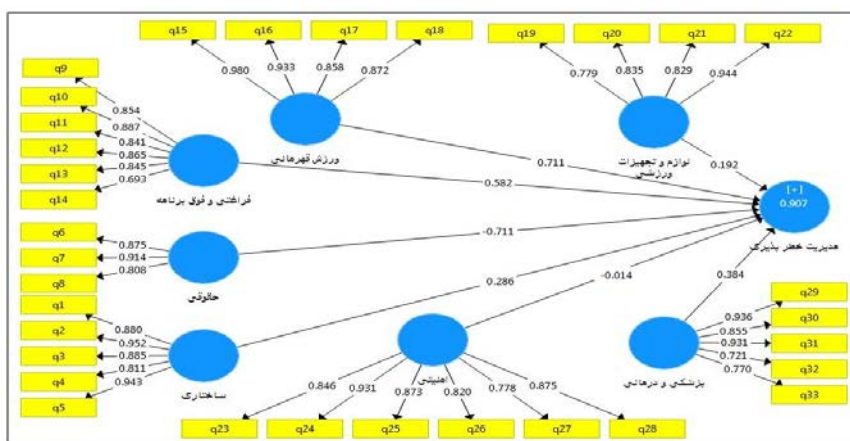 q15
q16
q17
q18
0.980
0.933
0.858
0.872
ورزش قهرمانی
q19
q20
q21
q22
0.779
0.835
0.829
0.944
لوازم و تجهیزات
ورزشی
q9
q10
q11
q12
q13
q14
0.854
0.887
0.841
0.865
0.845
0.693
فراغتی و فوق برنامه
0.711
0.192
0.582
[+]
0.907
مدیریت خطر پذیری
q6
q7
q8
0.875
0.914
0.808
حقوقی
-0.711
0.286
-0.014
0.384
q1
q2
q3
q4
q5
0.880
0.952
0.885
0.811
0.943
ساختاری
امنیتی
0.846
0.931
0.873
0.820
0.778
0.875
q23
q24
q25
q26
q27
q28
پزشکی و درمانی
0.936
0.855
0.931
0.721
0.770
q29
q30
q31
q32
q33